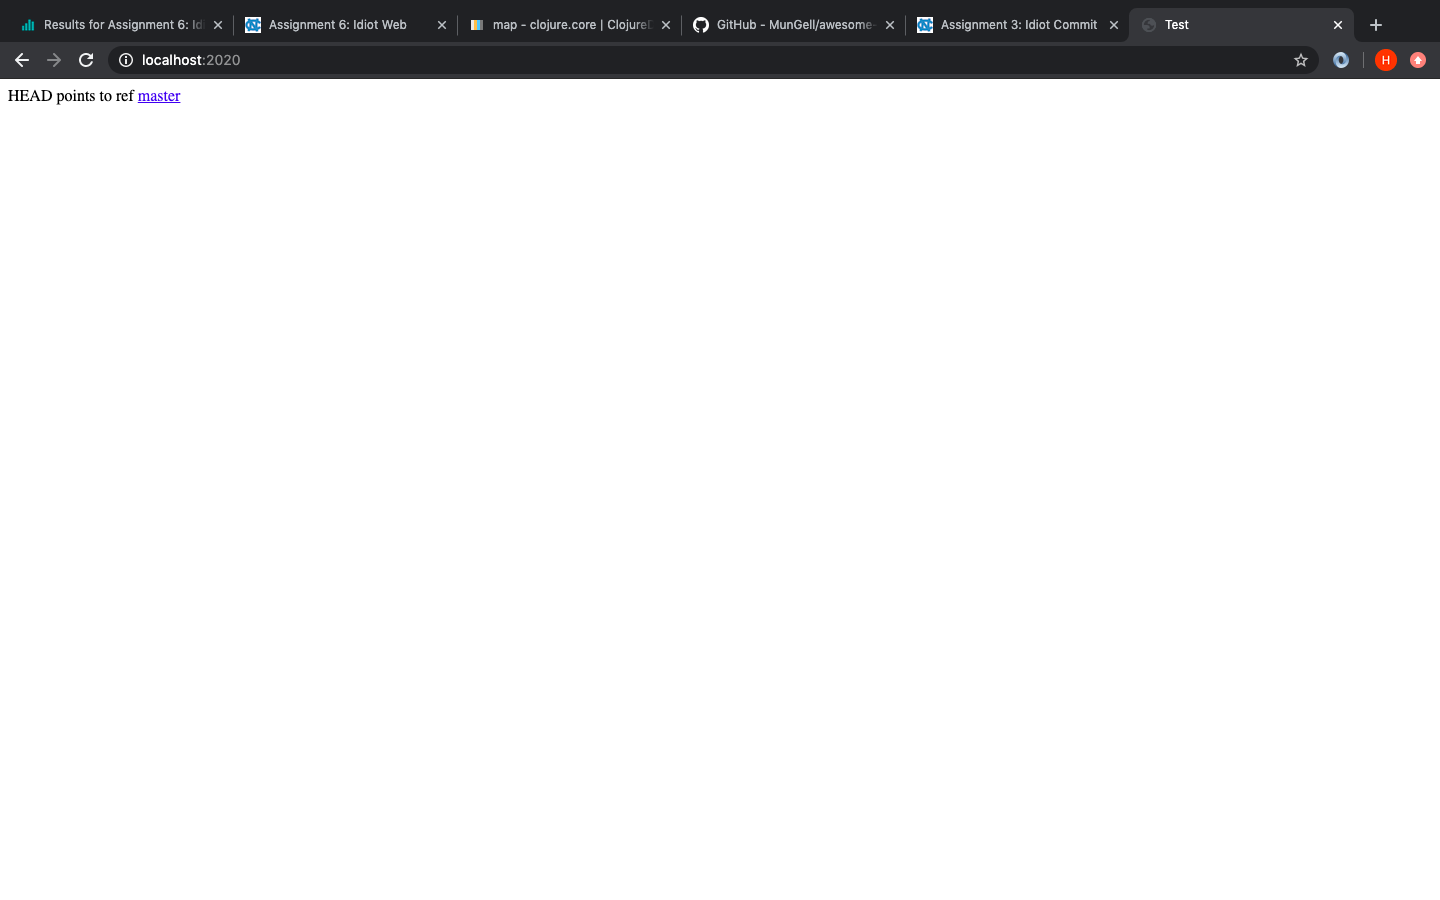 Results for Assignment 6: Idi
Assignment 6: Idiot Web
map - clojure.core | ClojureD
GitHub - MunGell/awesome-
Assignment 3: Idiot Commit
Test
localhost:2020
H
HEAD points to ref master